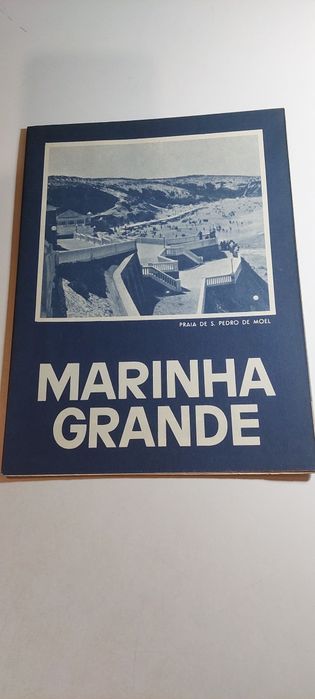 PRAIA DE S. PEDRO DE MOEL
MARINHA
GRANDE